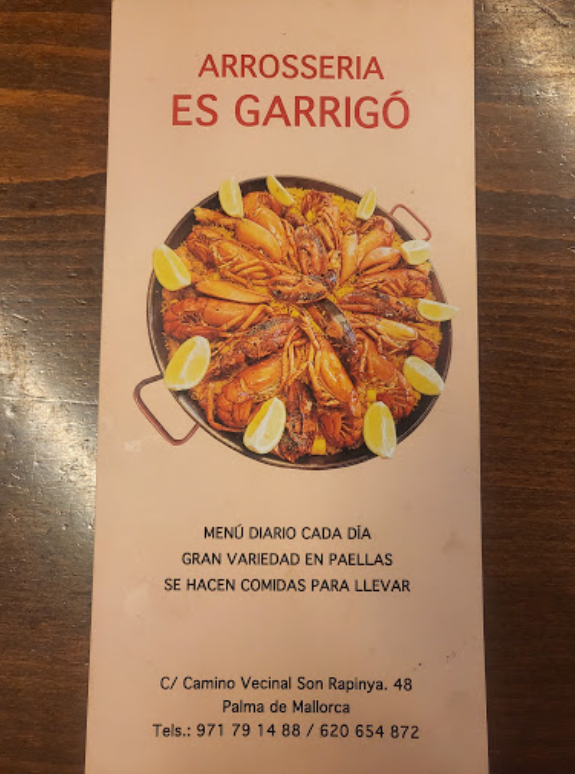 ARROSSERIA
ES GARRIGÓ
MENÚ DIARIO CADA DÍA
GRAN VARIEDAD EN PAELLAS
SE HACEN COMIDAS PARA LLEVAR
C/ Camino Vecinal Son Rapinya. 48
Palma de Mallorca
Tels.: 971 79 14 88 / 620 654 872